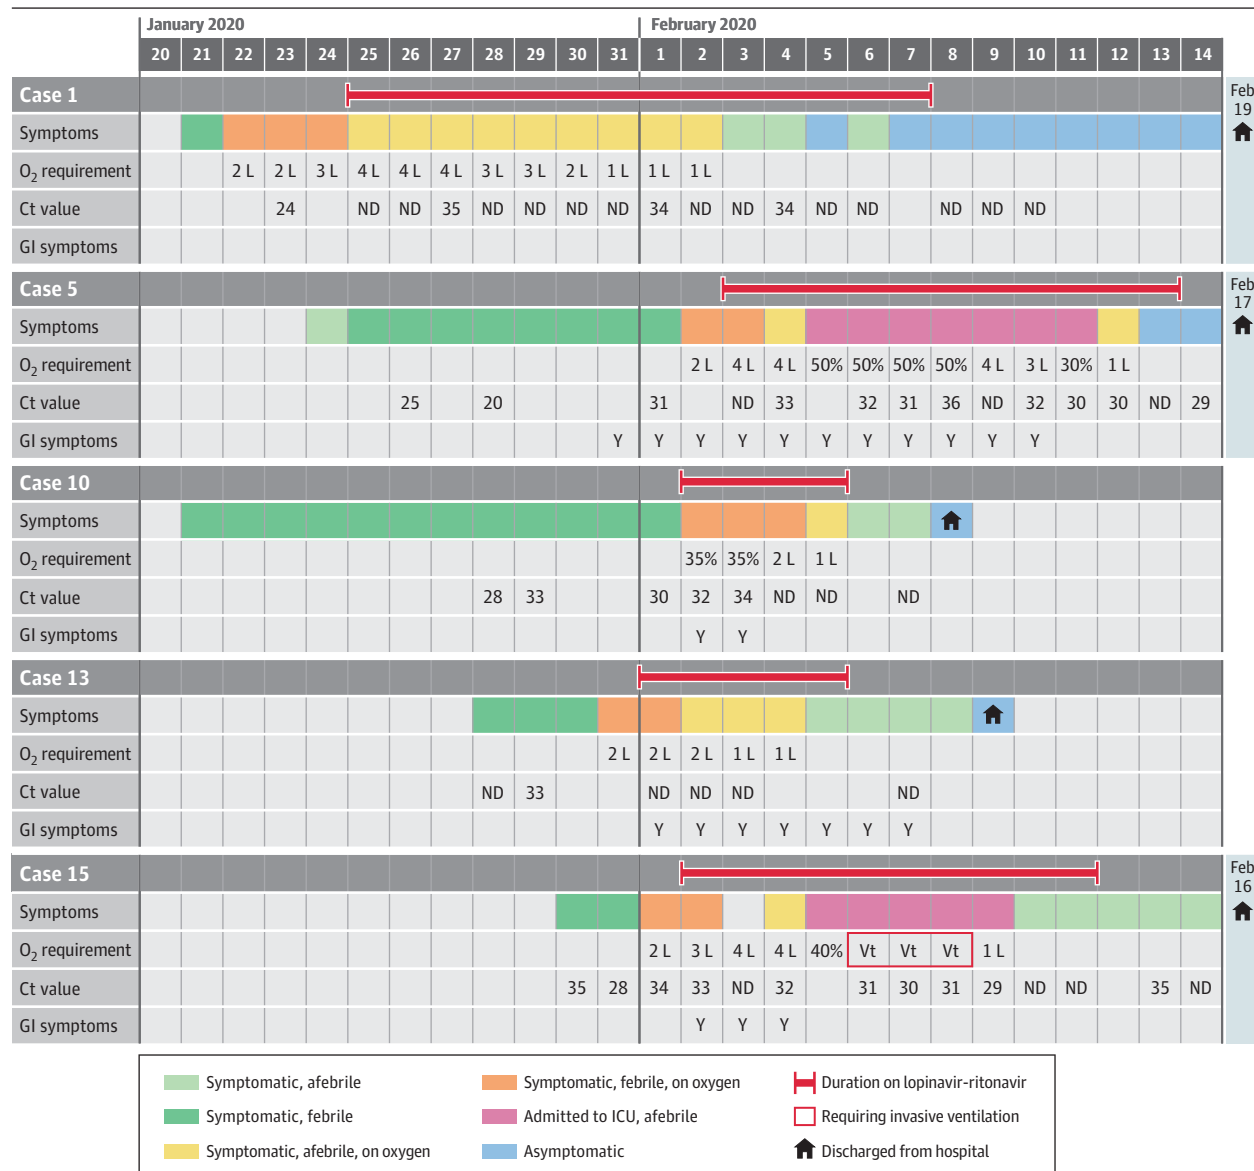 January 2020 February 2020
20 21 22 23 24 25 26 27 28 29 30 31 1 2 3 4 5 6 7 8 9 10 11 12 13 14
Case 1
Symptoms
O₂ requirement 2 L 2 L 3 L 4 L 4 L 4 L 3 L 3 L 2 L 1 L 1 L 1 L
Ct value 24 ND ND 35 ND ND ND ND 34 ND ND 34 ND ND ND ND ND
GI symptoms
Feb
19
Case 5
Symptoms
O₂ requirement 2 L 4 L 4 L 50% 50% 50% 50% 4 L 3 L 30% 1 L
Ct value 25 20 31 ND 33 32 31 36 ND 32 30 30 ND 29
GI symptoms Y Y Y Y Y Y Y Y Y Y Y
Feb
17
Case 10
Symptoms
O₂ requirement 35% 35% 2 L 1 L
Ct value 28 33 30 32 34 ND ND ND
GI symptoms Y Y
Case 13
Symptoms
O₂ requirement 2 L 2 L 2 L 1 L 1 L
Ct value ND 33 ND ND ND ND
GI symptoms Y Y Y Y Y Y Y
Case 15
Symptoms
O₂ requirement 2 L 3 L 4 L 4 L 40% Vt Vt Vt 1 L
Ct value 35 28 34 33 ND 32 31 30 31 29 ND ND 35 ND
GI symptoms Y Y Y
Feb
16
Symptomatic, afebrile
Symptomatic, febrile
Symptomatic, afebrile, on oxygen
Symptomatic, febrile, on oxygen
Admitted to ICU, afebrile
Asymptomatic
Duration on lopinavir-ritonavir
Requiring invasive ventilation
Discharged from hospital